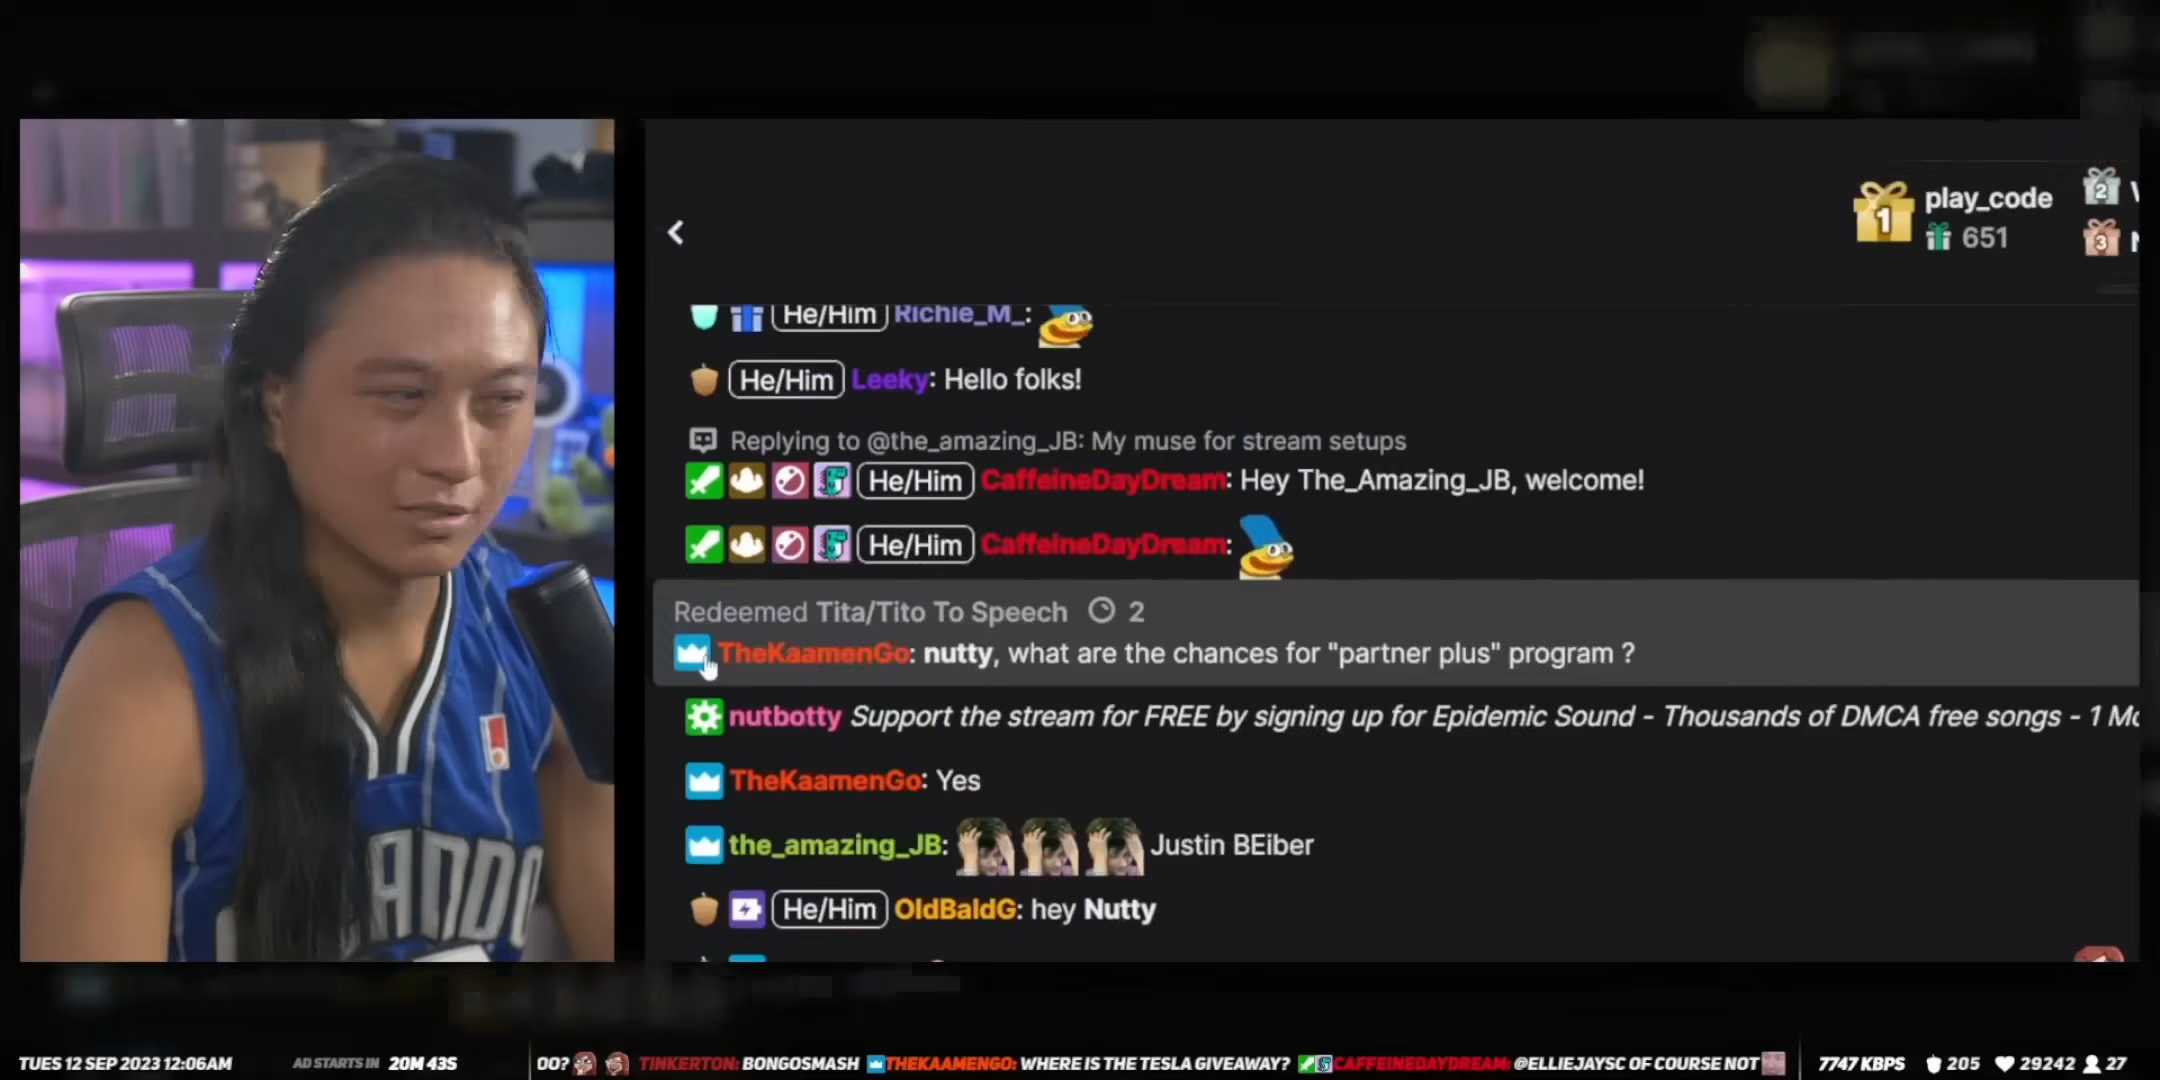 play_code
651
1
2
3
He/Him Richie_M_:
He/Him Leeky: Hello folks!
Replying to @the_amazing_JB: My muse for stream setups
He/Him CaffeineDayDream: Hey The_Amazing_JB, welcome!
He/Him CaffeineDayDream:
Redeemed Tita/Tito To Speech 2
TheKaamenGo: nutty, what are the chances for "partner plus" program ?
nutbotty Support the stream for FREE by signing up for Epidemic Sound - Thousands of DMCA free songs - 1
TheKaamenGo: Yes
the_amazing_JB: Justin BEiber
He/Him OldBaldG: hey Nutty
ANDO
TUES 12 SEP 2023 12:06AM AD STARTS IN 20M 43S OO? TINKERTON: BONGOSMASH THEKAAMENGO: WHERE IS THE TESLA GIVEAWAY? CAFFEINEDAYDREAM: @ELLIEJAYSC OF COURSE NOT 7747 KBPS 205 29242 27